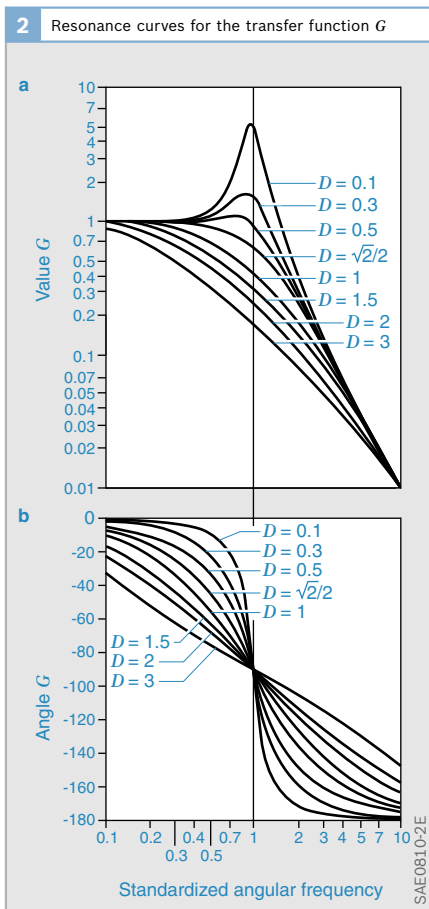 2 Resonance curves for the transfer function G
a
10
7
5
4
3
2
1
0.7
0.5
0.4
0.3
0.2
0.1
0.07
0.05
0.04
0.03
0.02
0.01
Value G
D = 0.1
D = 0.3
D = 0.5
D = √2/2
D = 1
D = 1.5
D = 2
D = 3
b
0
-20
-40
-60
-80
-100
-120
-140
-160
-180
Angle G
D = 0.1
D = 0.3
D = 0.5
D = √2/2
D = 1
D = 1.5
D = 2
D = 3
0.1 0.2 0.4 0.7 1 2 3 4 5 7 10
0.3 0.5
Standardized angular frequency
SAE0810-2E